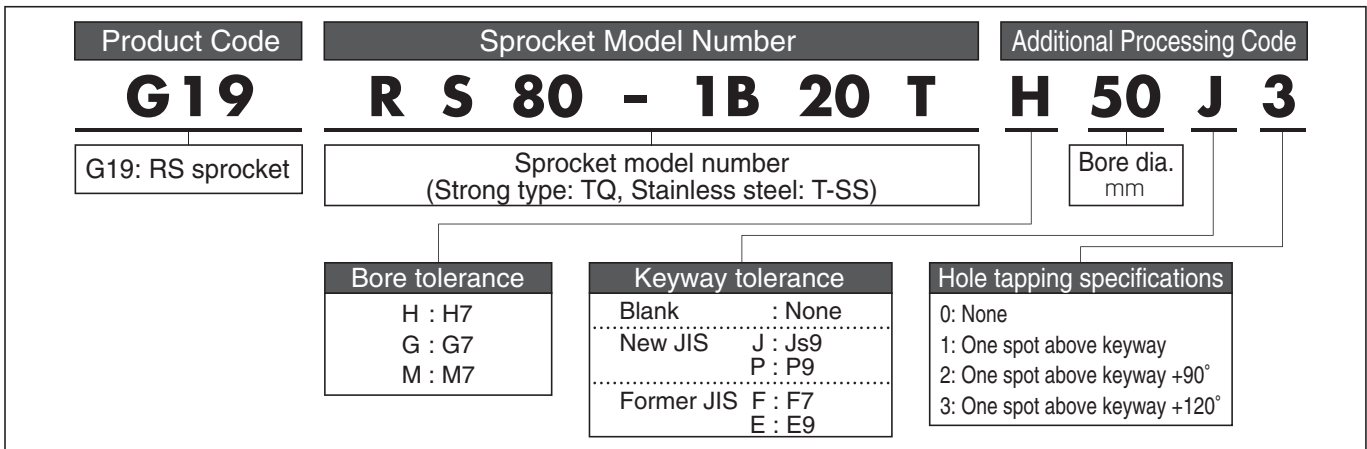 Product Code Sprocket Model Number Additional Processing Code
G19 R S 80 – 1B 20 T H 50 J 3
G19: RS sprocket
Sprocket model number
(Strong type: TQ, Stainless steel: T-SS)
Bore dia.
mm
Bore tolerance
H : H7
G : G7
M : M7
Keyway tolerance
Blank : None
New JIS J : Js9
P : P9
Former JIS F : F7
E : E9
Hole tapping specifications
0: None
1: One spot above keyway
2: One spot above keyway +90˚
3: One spot above keyway +120˚